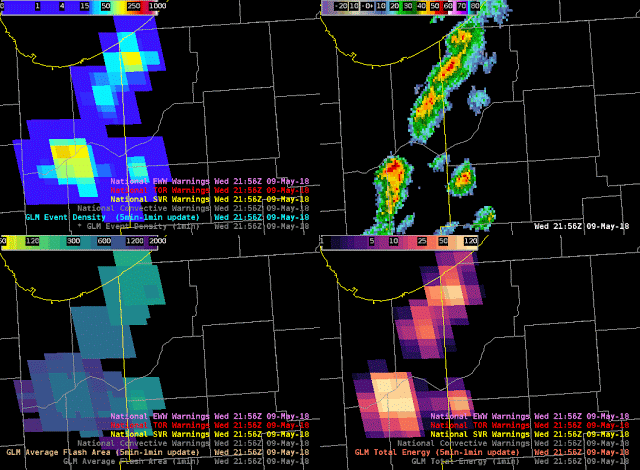 0 1 4 15 50 250 1000
-20 -10 -0+ 10 20 30 40 50 60 70 80
National EWW Warnings Wed 21:56Z 09-May-18
National TOR Warnings Wed 21:56Z 09-May-18
National SVR Warnings Wed 21:56Z 09-May-18
National Convective Warnings Wed 21:56Z 09-May-18
GLM Event Density (5min-1min update) Wed 21:56Z 09-May-18
* GLM Event Density (1min) Wed 21:56Z 09-May-18
Wed 21:56Z 09-May-18
120 300 600 1200 2000
1 5 10 25 50 120
National EWW Warnings Wed 21:56Z 09-May-18
National TOR Warnings Wed 21:56Z 09-May-18
National SVR Warnings Wed 21:56Z 09-May-18
National Convective Warnings Wed 21:56Z 09-May-18
GLM Average Flash Area (5min-1min update) Wed 21:56Z 09-May-18
GLM Average Flash Area (1min) Wed 21:56Z 09-May-18
National EWW Warnings Wed 21:56Z 09-May-18
National TOR Warnings Wed 21:56Z 09-May-18
National SVR Warnings Wed 21:56Z 09-May-18
National Convective Warnings Wed 21:56Z 09-May-18
GLM Total Energy (5min-1min update) Wed 21:56Z 09-May-18
GLM Total Energy (1min) Wed 21:56Z 09-May-18